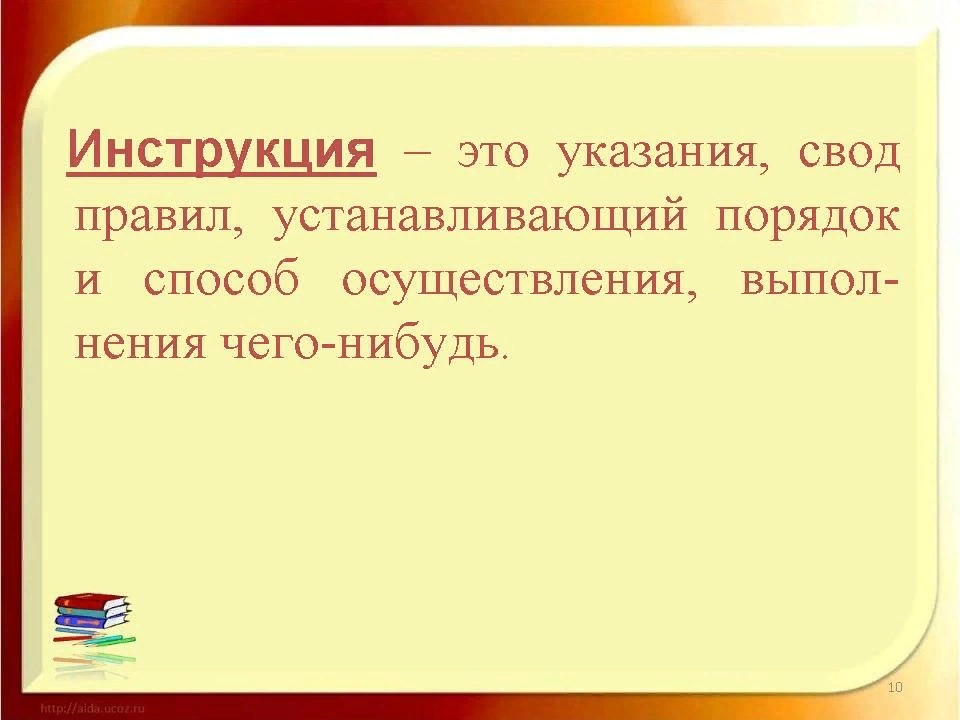 Инструкция – это указания, свод
правил, устанавливающий порядок
и способ осуществления, выпол-
нения чего-нибудь.
10
http://aida.ucoz.ru